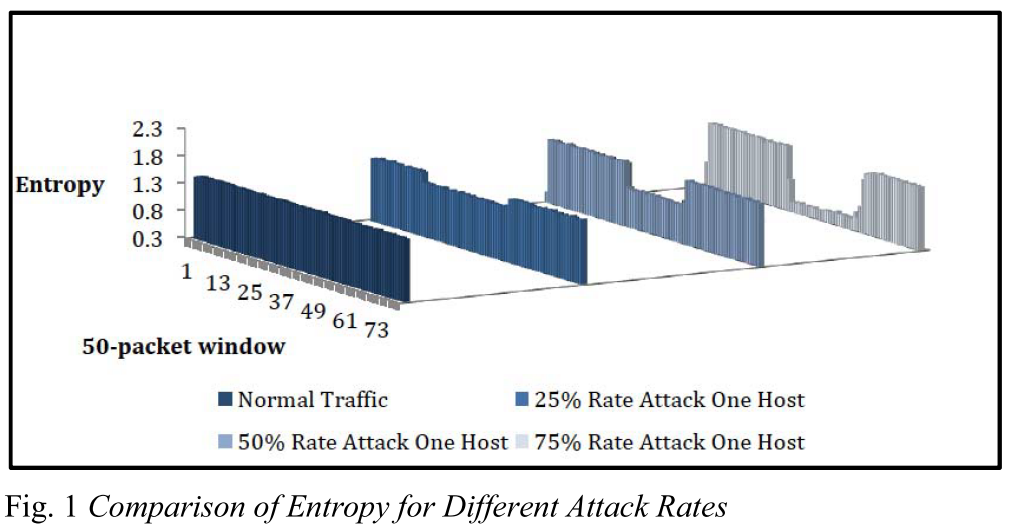 2.3
1.8
Entropy 1.3
0.8
0.3
1 13 25 37 49 61 73
50-packet window
Normal Traffic 25% Rate Attack One Host
50% Rate Attack One Host 75% Rate Attack One Host
Fig. 1 Comparison of Entropy for Different Attack Rates